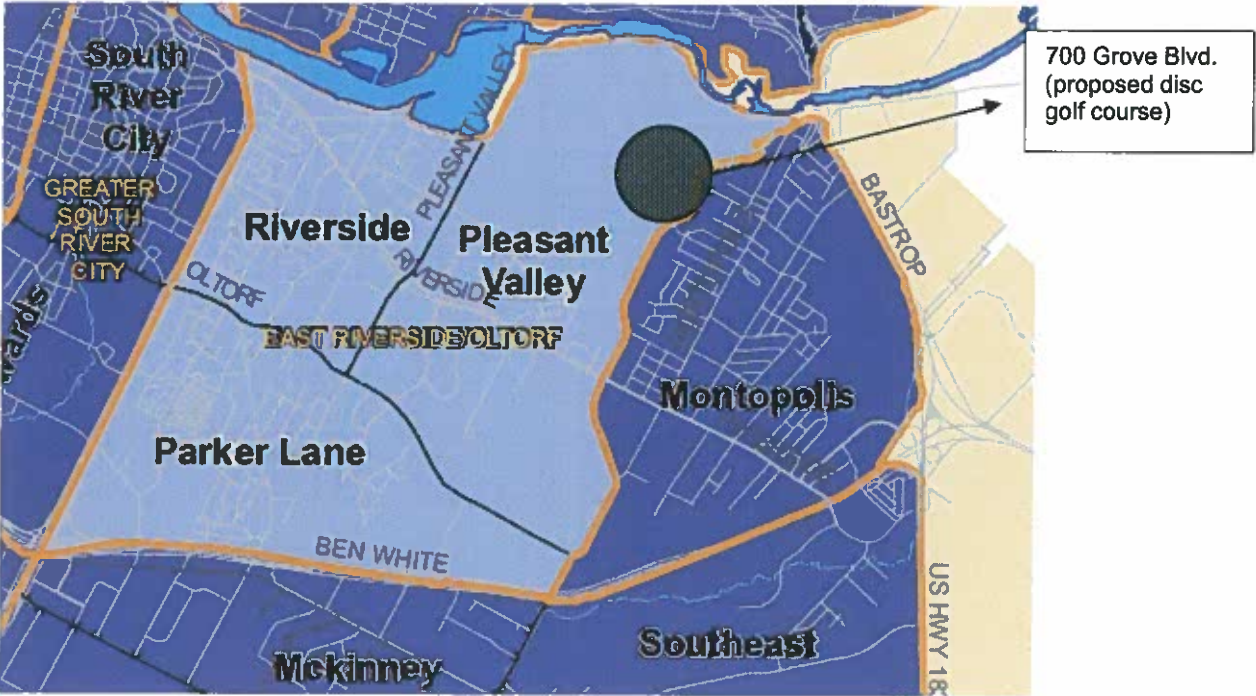 South
River
City
GREATER
SOUTH
RIVER
CITY
OLTORF
Riverside
PLEASANT VALLEY
Pleasant
Valley
RIVERSIDE
EAST RIVERSIDE/OLTORF
Parker Lane
BEN WHITE
Montopolis
BASTROP
Mckinney
Southeast
US HWY 18
700 Grove Blvd.
(proposed disc
golf course)